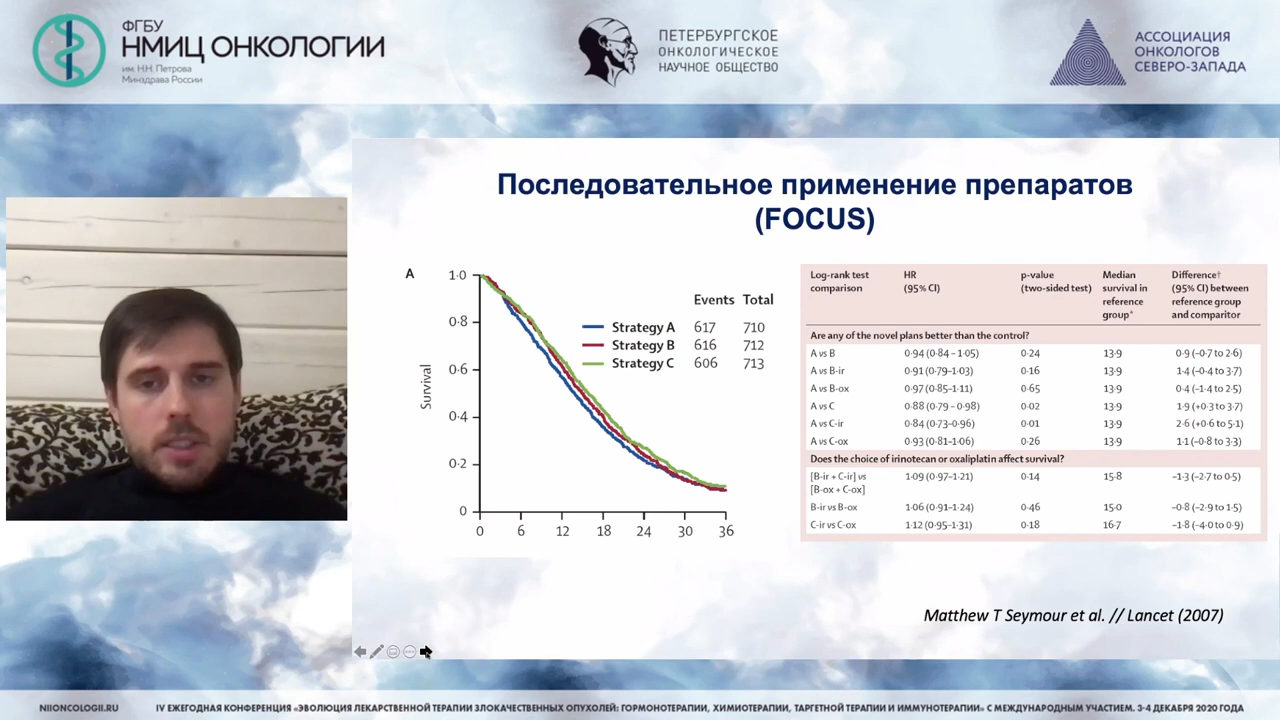 ФГБУ
НМИЦ ОНКОЛОГИИ
им. Н.Н. Петрова
Минздрава России
ПЕТЕРБУРГСКОЕ
ОНКОЛОГИЧЕСКОЕ
НАУЧНОЕ ОБЩЕСТВО
АССОЦИАЦИЯ
ОНКОЛОГОВ
СЕВЕРО-ЗАПАДА
Последовательное применение препаратов
(FOCUS)
A
Survival
1·0
0·8
0·6
0·4
0·2
0
0 6 12 18 24 30 36
Events Total
Strategy A 617 710
Strategy B 616 712
Strategy C 606 713
Log-rank test comparison | HR (95% CI) | p-value (two-sided test) | Median survival in reference group* | Difference† (95% CI) between reference group and comparitor
Are any of the novel plans better than the control?
A vs B 0·94 (0·84–1·05) 0·24 13·9 0·9 (–0·7 to 2·6)
A vs B-ir 0·91 (0·79–1·03) 0·16 13·9 1·4 (–0·4 to 3·7)
A vs B-ox 0·97 (0·85–1·11) 0·65 13·9 0·4 (–1·4 to 2·5)
A vs C 0·88 (0·79–0·98) 0·02 13·9 1·9 (+0·3 to 3·7)
A vs C-ir 0·84 (0·73–0·96) 0·01 13·9 2·6 (+0·6 to 5·1)
A vs C-ox 0·93 (0·81–1·06) 0·26 13·9 1·1 (–0·8 to 3·3)
Does the choice of irinotecan or oxaliplatin affect survival?
[B-ir + C-ir] vs [B-ox + C-ox] 1·09 (0·97–1·21) 0·14 15·8 –1·3 (–2·7 to 0·5)
B-ir vs B-ox 1·06 (0·91–1·24) 0·46 15·0 –0·8 (–2·9 to 1·5)
C-ir vs C-ox 1·12 (0·95–1·31) 0·18 16·7 –1·8 (–4·0 to 0·9)
Matthew T Seymour et al. // Lancet (2007)
NIIONCOLOGII.RU
IV ЕЖЕГОДНАЯ КОНФЕРЕНЦИЯ «ЭВОЛЮЦИЯ ЛЕКАРСТВЕННОЙ ТЕРАПИИ ЗЛОКАЧЕСТВЕННЫХ ОПУХОЛЕЙ: ГОРМОНОТЕРАПИИ, ХИМИОТЕРАПИИ, ТАРГЕТНОЙ ТЕРАПИИ И ИММУНОТЕРАПИИ» С МЕЖДУНАРОДНЫМ УЧАСТИЕМ. 3-4 ДЕКАБРЯ 2020 ГОДА